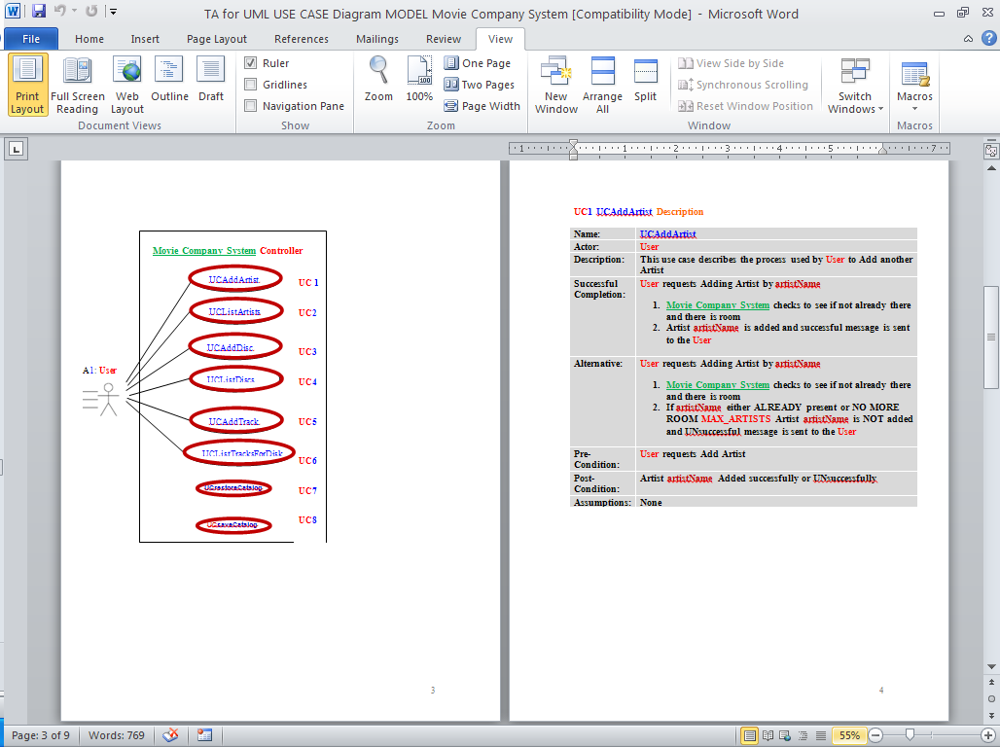 TA for UML USE CASE Diagram MODEL Movie Company System [Compatibility Mode] - Microsoft Word
File Home Insert Page Layout References Mailings Review View
Print Layout
Full Screen Reading
Web Layout
Outline
Draft
Document Views
Ruler
Gridlines
Navigation Pane
Show
Zoom
100%
One Page
Two Pages
Page Width
Zoom
New Window
Arrange All
Split
View Side by Side
Synchronous Scrolling
Reset Window Position
Window
Switch Windows
Macros
Macros
1 1 2 3 4 5 7
Movie Company System Controller
UCAddArtist UC 1
UCListArtists UC2
UCAddDisc UC3
A1: User
UCListDiscs UC4
UCAddTrack UC5
UCListTracksForDisk UC6
UCrestoreCatalog UC7
UCsaveCatalog UC8
3
UC1 UCAddArtist Description
Name: UCAddArtist
Actor: User
Description: This use case describes the process used by User to Add another
Artist
Successful Completion: User requests Adding Artist by artistName
1. Movie Company System checks to see if not already there
and there is room
2. Artist artistName is added and successful message is sent
to the User
Alternative: User requests Adding Artist by artistName
1. Movie Company System checks to see if not already there
and there is room
2. If artistName either ALREADY present or NO MORE
ROOM MAX_ARTISTS Artist artistName is NOT added
and UNsuccessful message is sent to the User
Pre-Condition: User requests Add Artist
Post-Condition: Artist artistName Added successfully or UNsuccessfully
Assumptions: None
4
Page: 3 of 9 Words: 769 55%